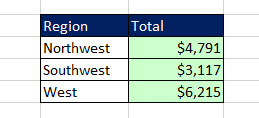 Region Total
Northwest $4,791
Southwest $3,117
West $6,215